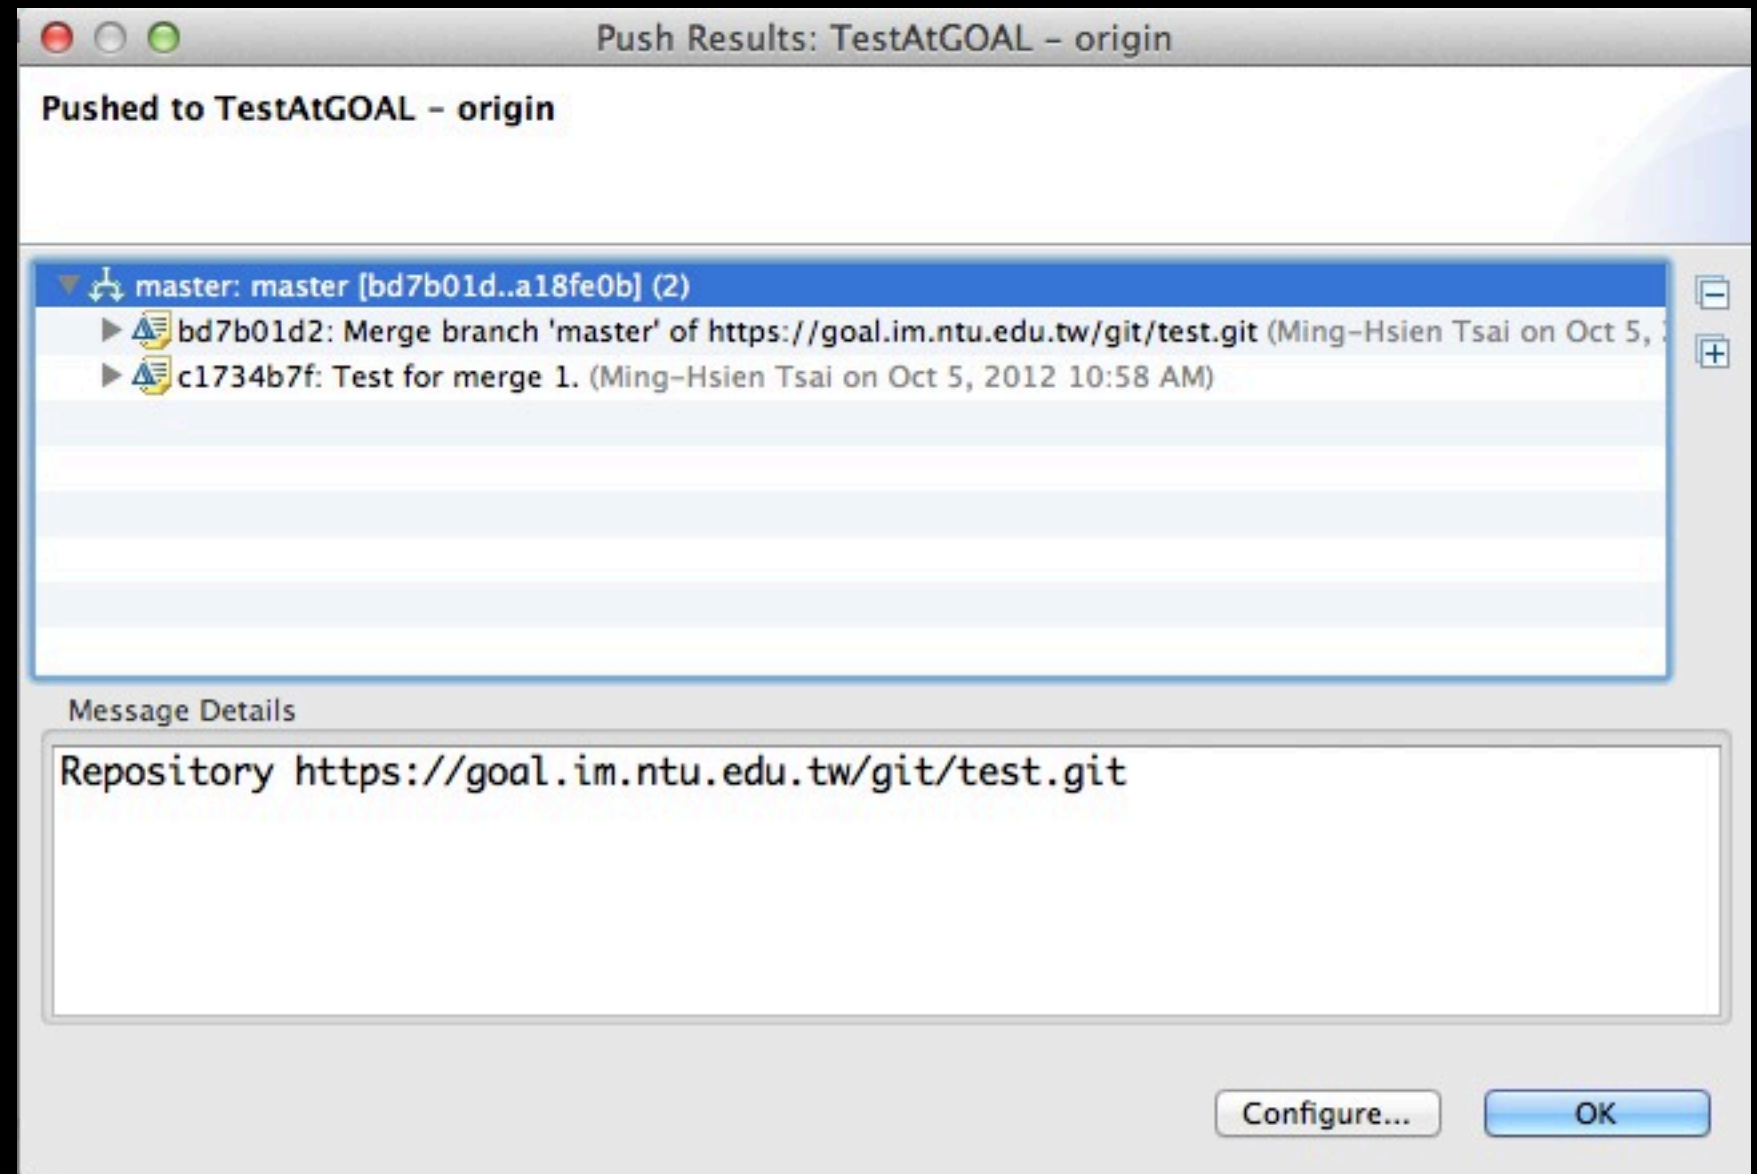 Push Results: TestAtGOAL – origin
Pushed to TestAtGOAL – origin
master: master [bd7b01d..a18fe0b] (2)
bd7b01d2: Merge branch 'master' of https://goal.im.ntu.edu.tw/git/test.git (Ming-Hsien Tsai on Oct 5,
c1734b7f: Test for merge 1. (Ming-Hsien Tsai on Oct 5, 2012 10:58 AM)
Message Details
Repository https://goal.im.ntu.edu.tw/git/test.git
Configure... OK